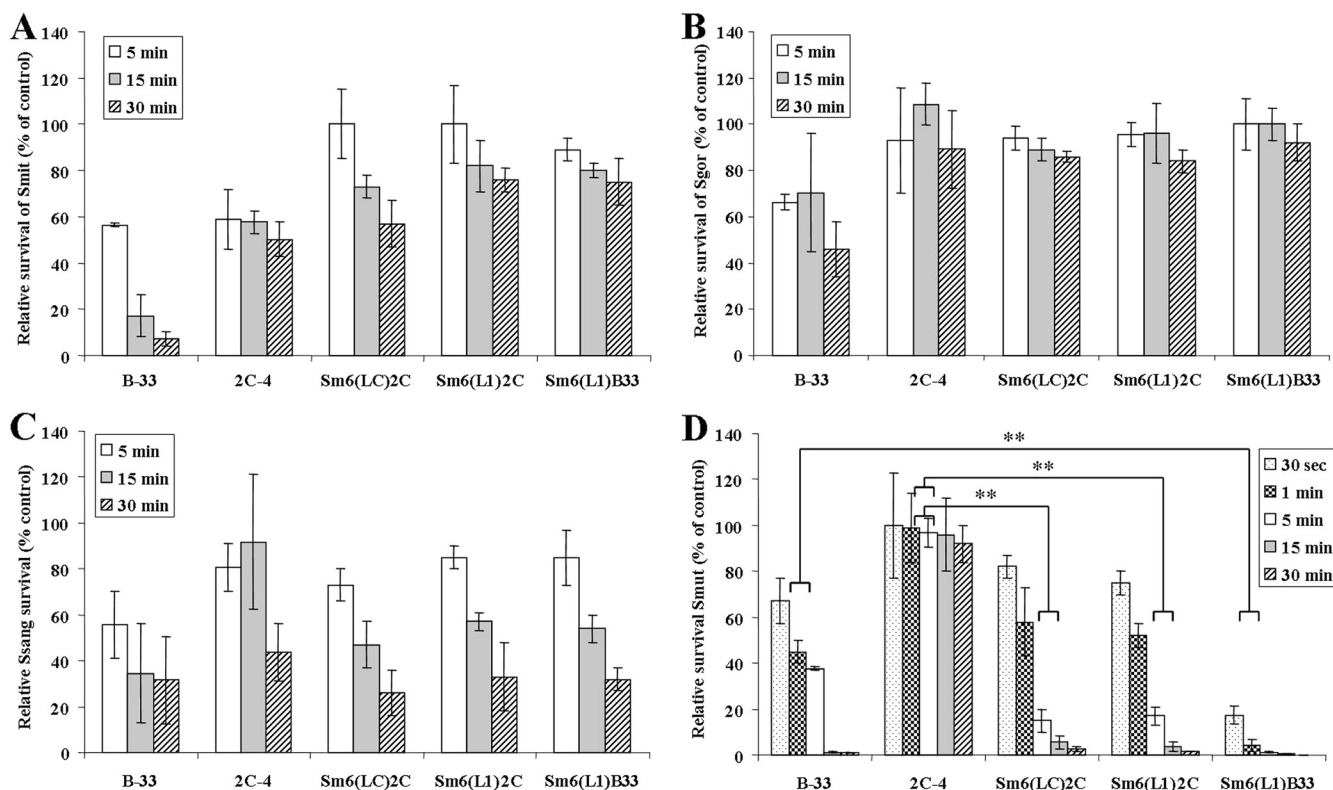 A
Relative survival of Smit (% of control)
140
120
100
80
60
40
20
0
5 min
15 min
30 min
B-33
2C-4
Sm6(LC)2C
Sm6(L1)2C
Sm6(L1)B33
B
Relative survival of Sgor (% of control)
140
120
100
80
60
40
20
0
5 min
15 min
30 min
B-33
2C-4
Sm6(LC)2C
Sm6(L1)2C
Sm6(L1)B33
C
Relative Ssang survival (% of control)
140
120
100
80
60
40
20
0
5 min
15 min
30 min
B-33
2C-4
Sm6(LC)2C
Sm6(L1)2C
Sm6(L1)B33
D
Relative survival Smut (% of control)
140
120
100
80
60
40
20
0
**
**
**
30 sec
1 min
5 min
15 min
30 min
B-33
2C-4
Sm6(LC)2C
Sm6(L1)2C
Sm6(L1)B33